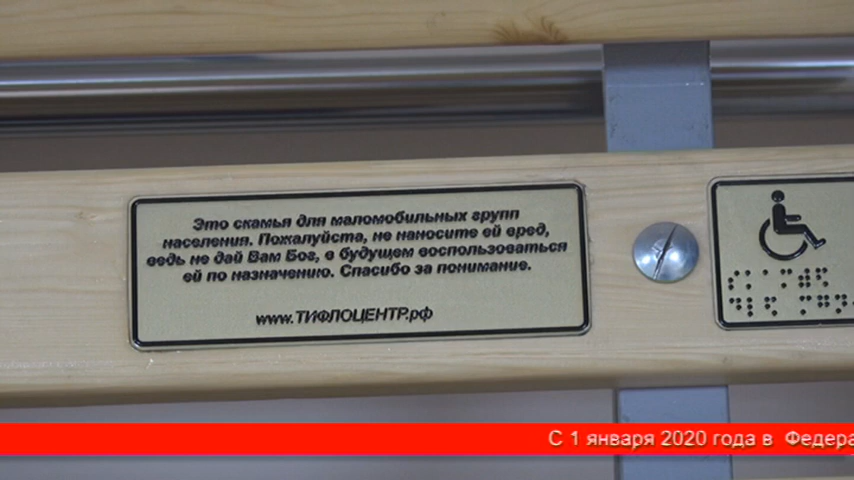 Это скамья для маломобильных групп
населения. Пожалуйста, не наносите ей вред,
ведь не дай Вам Бог, в будущем воспользоваться
ей по назначению. Спасибо за понимание.
www.ТИФЛОЦЕНТР.рф
С 1 января 2020 года в Федера